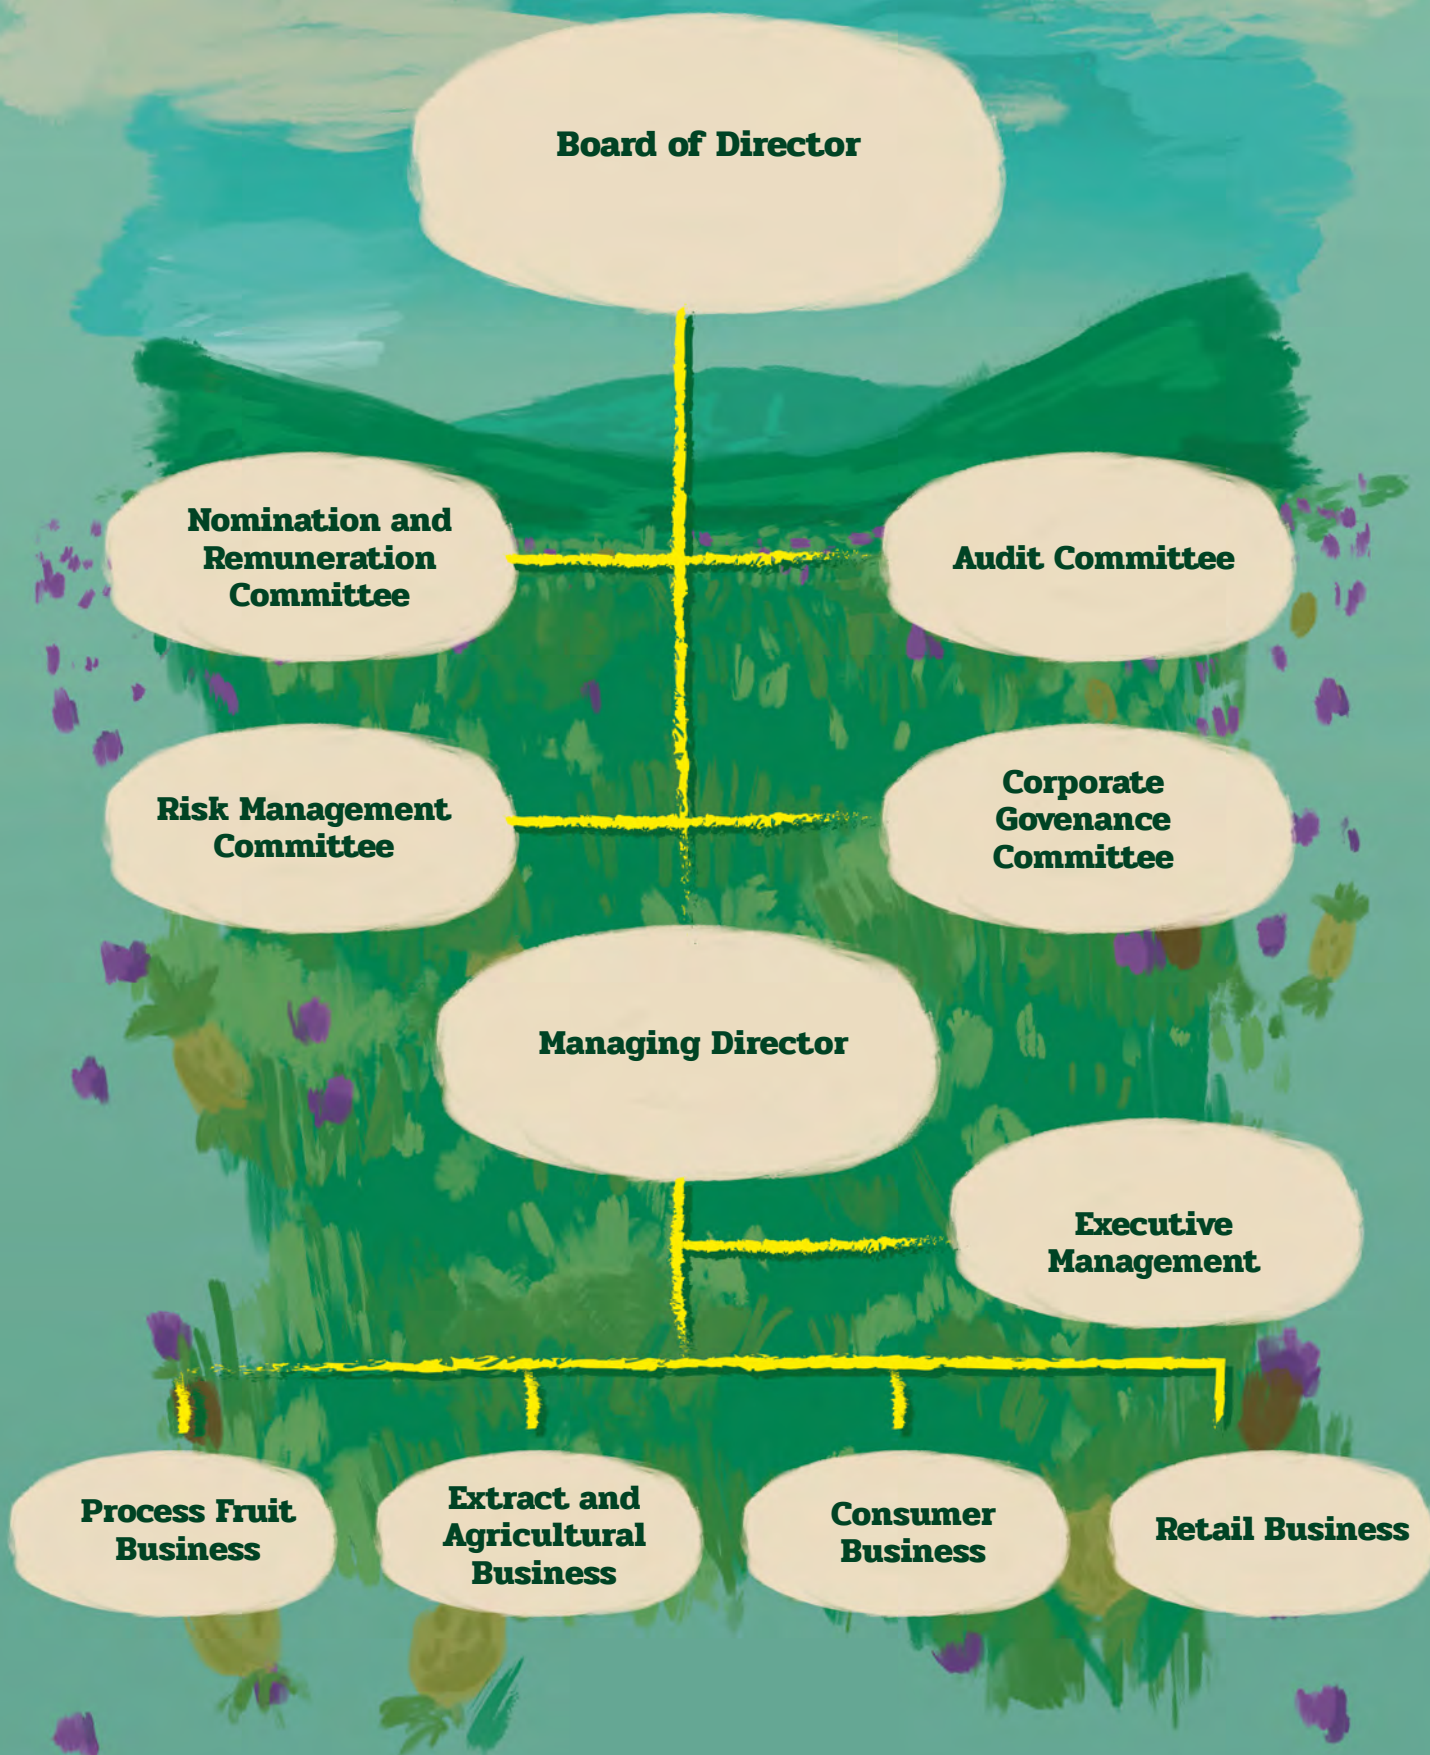 Board of Director
Nomination and
Remuneration
Committee
Audit Committee
Risk Management
Committee
Corporate
Govenance
Committee
Managing Director
Executive
Management
Process Fruit
Business
Extract and
Agricultural
Business
Consumer
Business
Retail Business